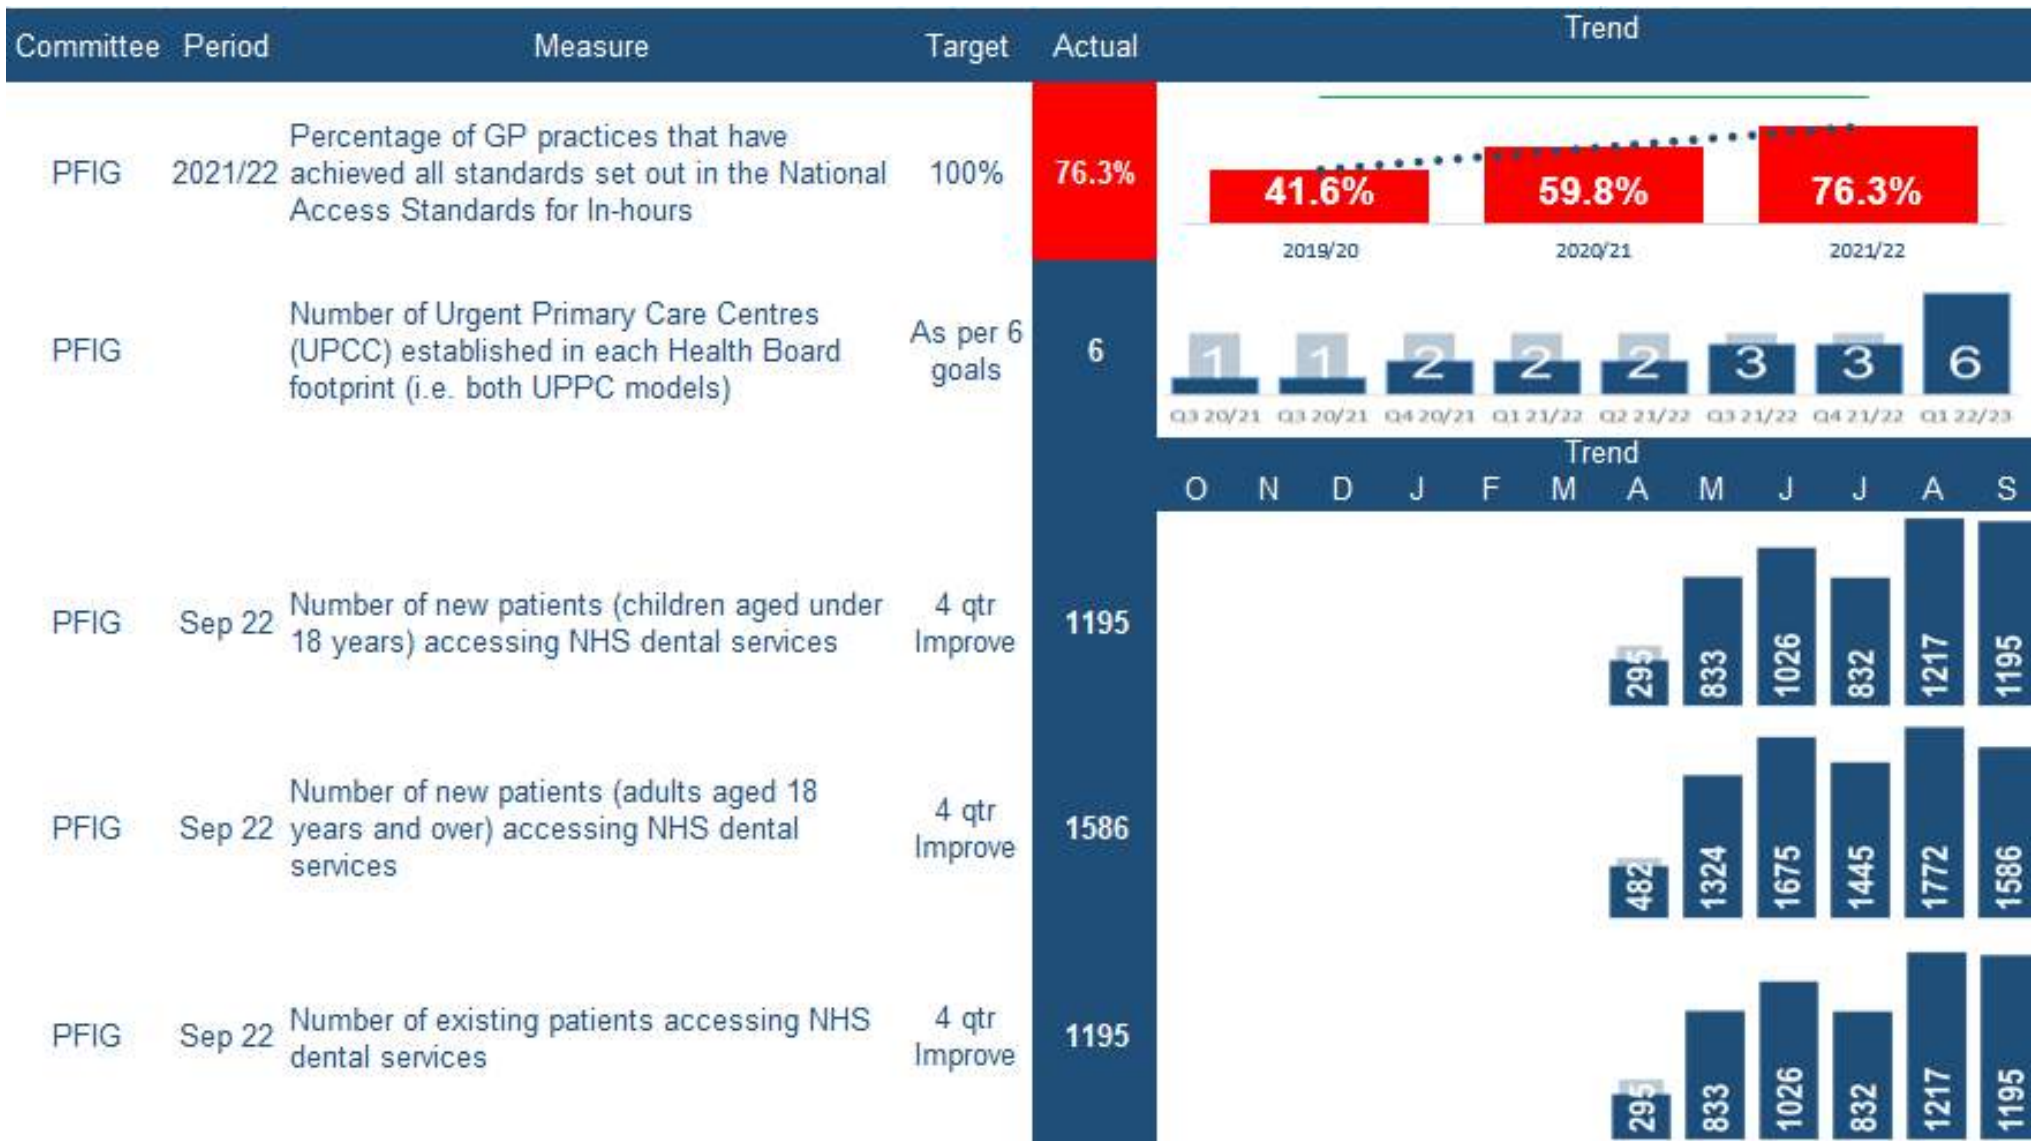 Committee Period Measure Target Actual Trend
PFIG 2021/22 Percentage of GP practices that have
achieved all standards set out in the National
Access Standards for In-hours
100% 76.3%
41.6% 59.8% 76.3%
2019/20 2020/21 2021/22
PFIG Number of Urgent Primary Care Centres
(UPCC) established in each Health Board
footprint (i.e. both UPPC models)
As per 6
goals
6
1 1 2 2 2 3 3 6
Q3 20/21 Q3 20/21 Q4 20/21 Q1 21/22 Q2 21/22 Q3 21/22 Q4 21/22 Q1 22/23
Trend
O N D J F M A M J J A S
PFIG Sep 22 Number of new patients (children aged under
18 years) accessing NHS dental services
4 qtr
Improve
1195
295 833 1026 832 1217 1195
PFIG Sep 22 Number of new patients (adults aged 18
years and over) accessing NHS dental
services
4 qtr
Improve
1586
482 1324 1675 1445 1772 1586
PFIG Sep 22 Number of existing patients accessing NHS
dental services
4 qtr
Improve
1195
295 833 1026 832 1217 1195